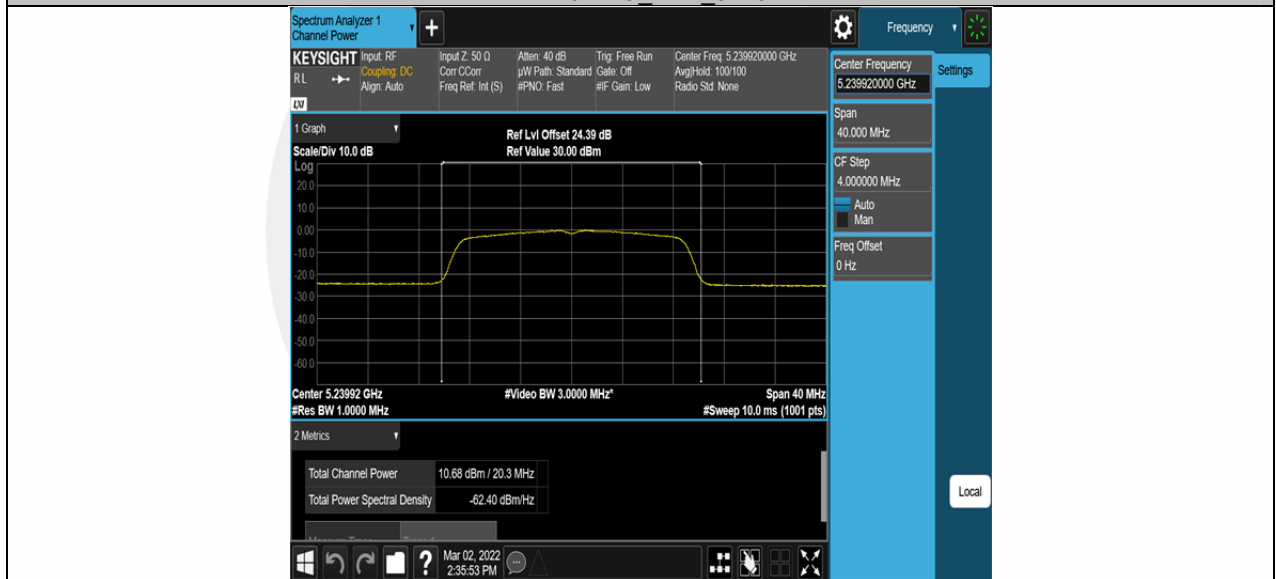 Spectrum Analyzer 1
Channel Power
+
Frequency
KEYSIGHT
RL
LXI
Input: RF
Coupling: DC
Align: Auto
Input Z: 50 Ω
Corr CCorr
Freq Ref: Int (S)
Atten: 40 dB
µW Path: Standard
#PNO: Fast
Trig: Free Run
Gate: Off
#IF Gain: Low
Center Freq: 5.239920000 GHz
Avg|Hold: 100/100
Radio Std: None
1 Graph
Scale/Div 10.0 dB
Ref Lvl Offset 24.39 dB
Ref Value 30.00 dBm
Log
20.0
10.0
0.00
-10.0
-20.0
-30.0
-40.0
-50.0
-60.0
Center 5.23992 GHz
#Video BW 3.0000 MHz*
Span 40 MHz
#Res BW 1.0000 MHz
#Sweep 10.0 ms (1001 pts)
2 Metrics
Total Channel Power 10.68 dBm / 20.3 MHz
Total Power Spectral Density -62.40 dBm/Hz
?
Mar 02, 2022
2:35:53 PM
Center Frequency
5.239920000 GHz
Span
40.000 MHz
CF Step
4.000000 MHz
Auto
Man
Freq Offset
0 Hz
Settings
Local